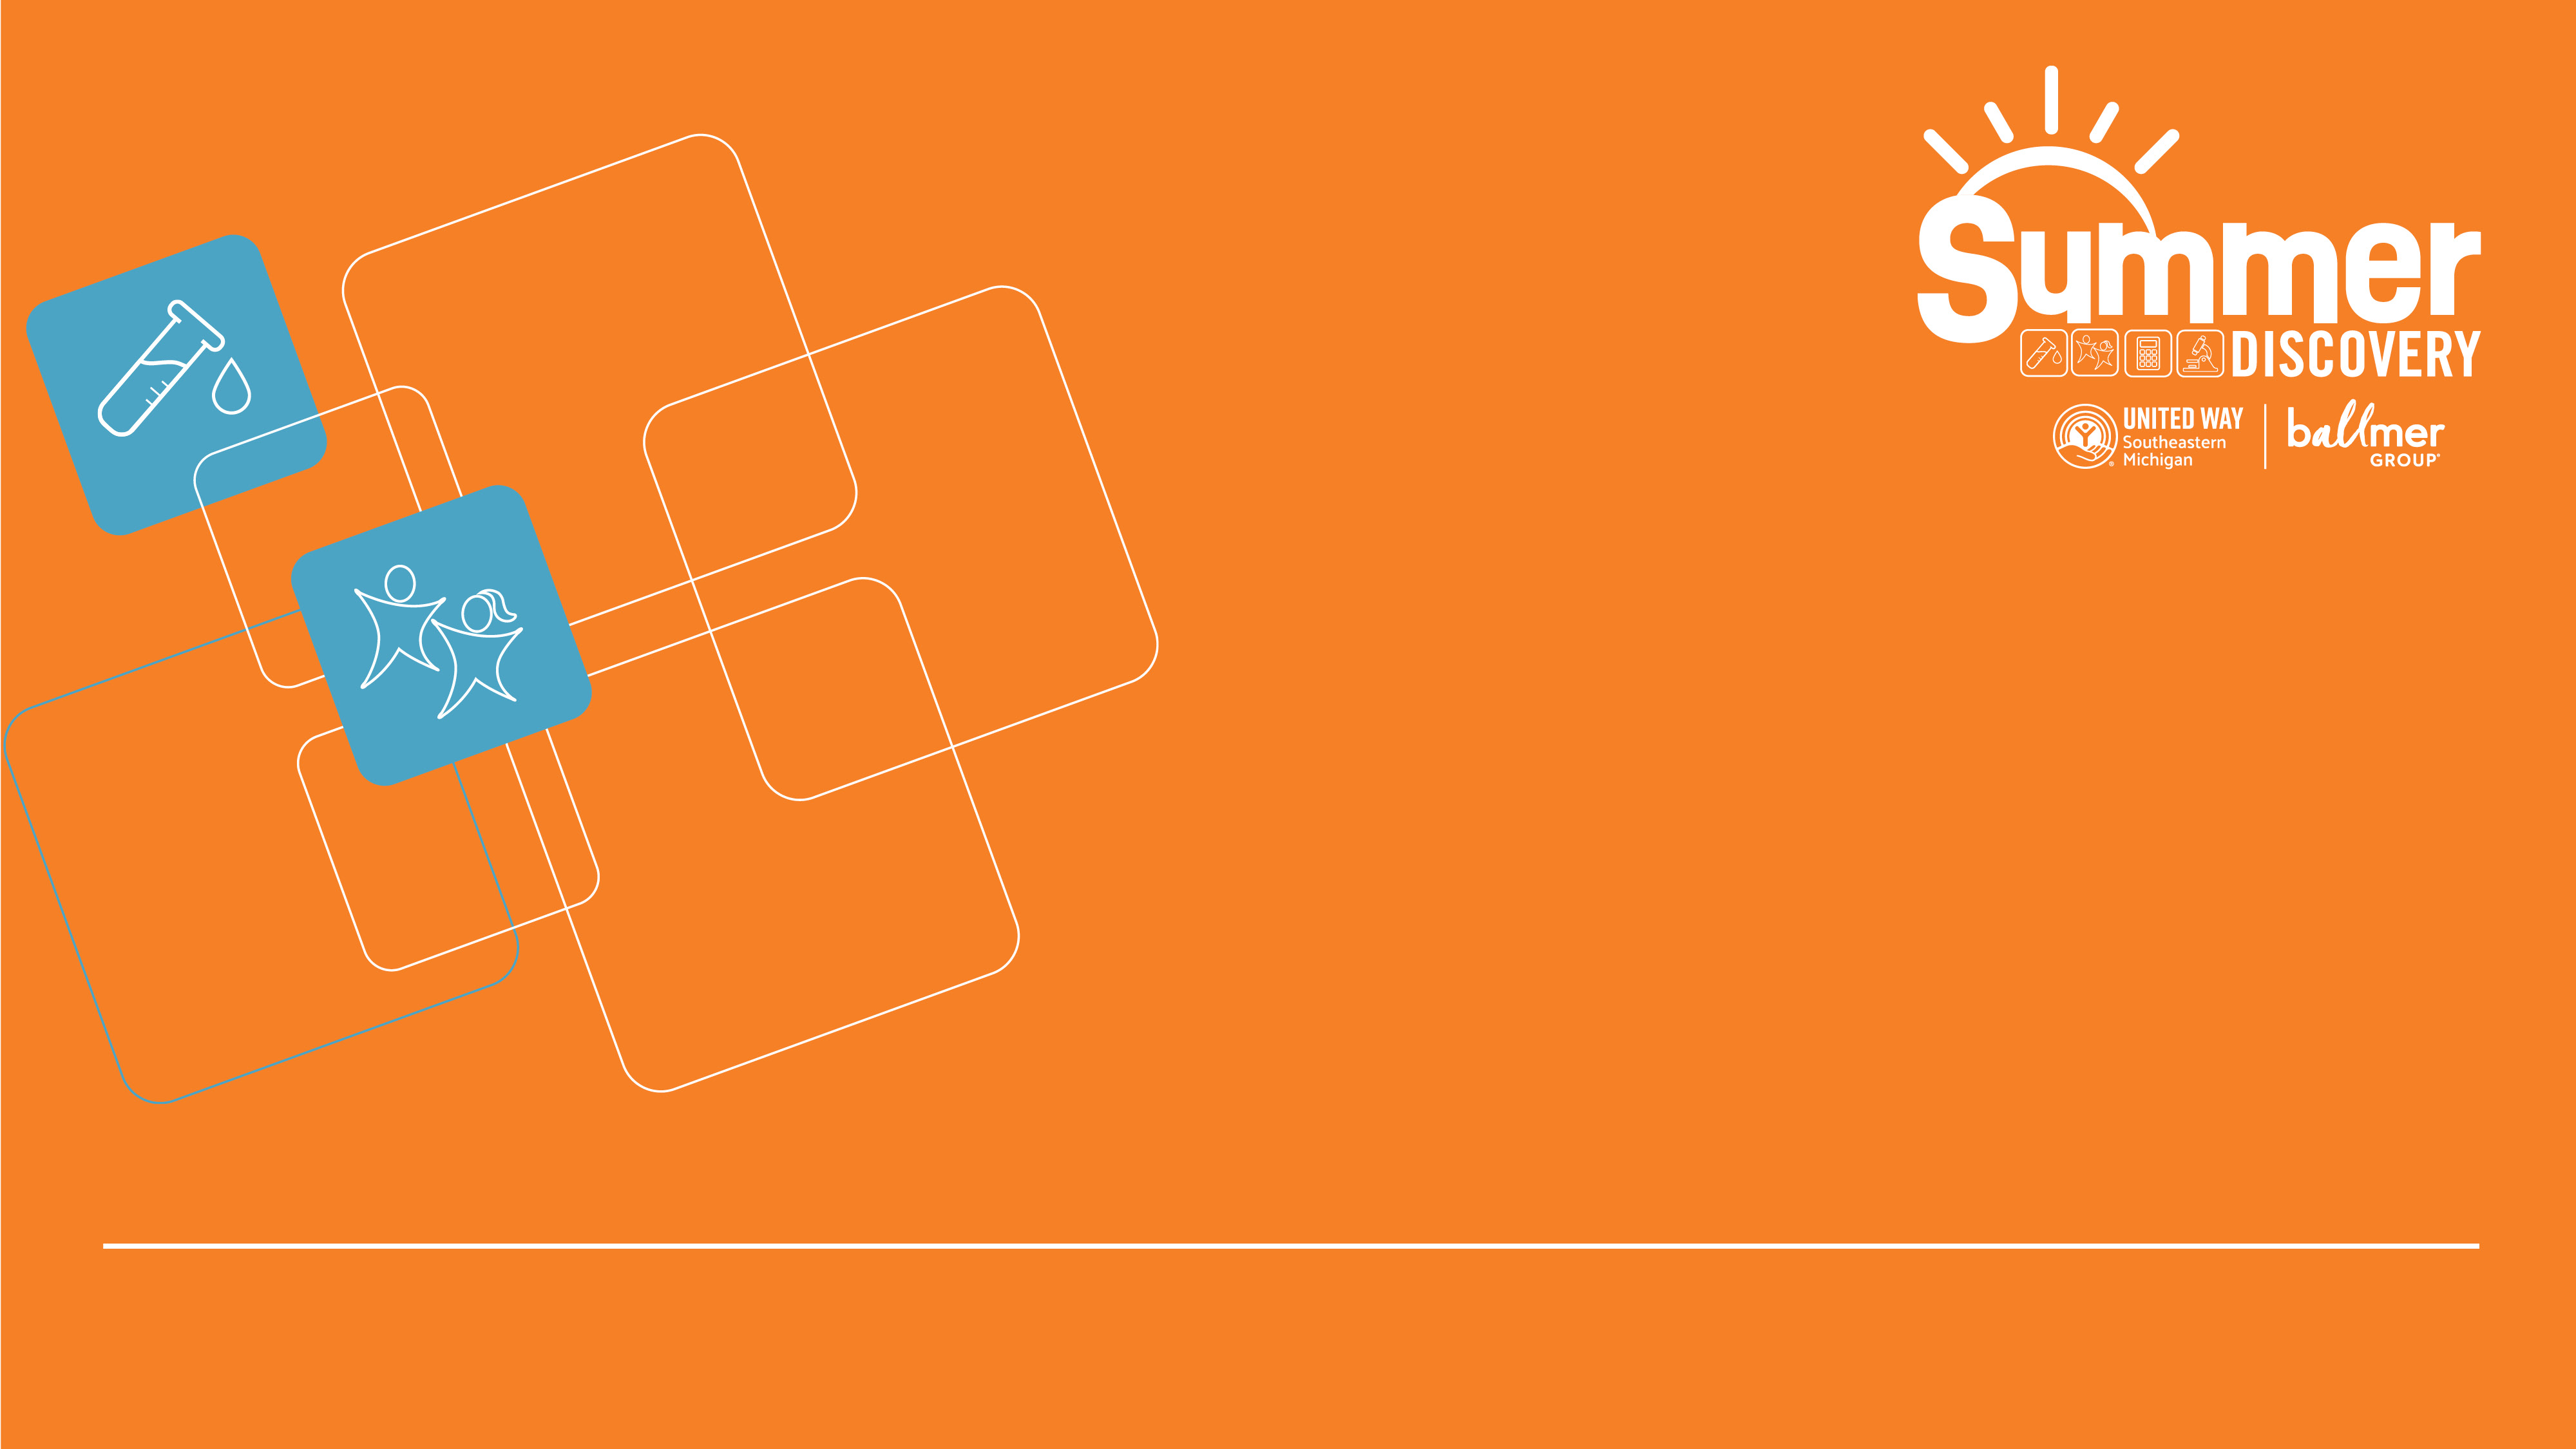 Summer
DISCOVERY
UNITED WAY
Southeastern
Michigan
ballmer
GROUP